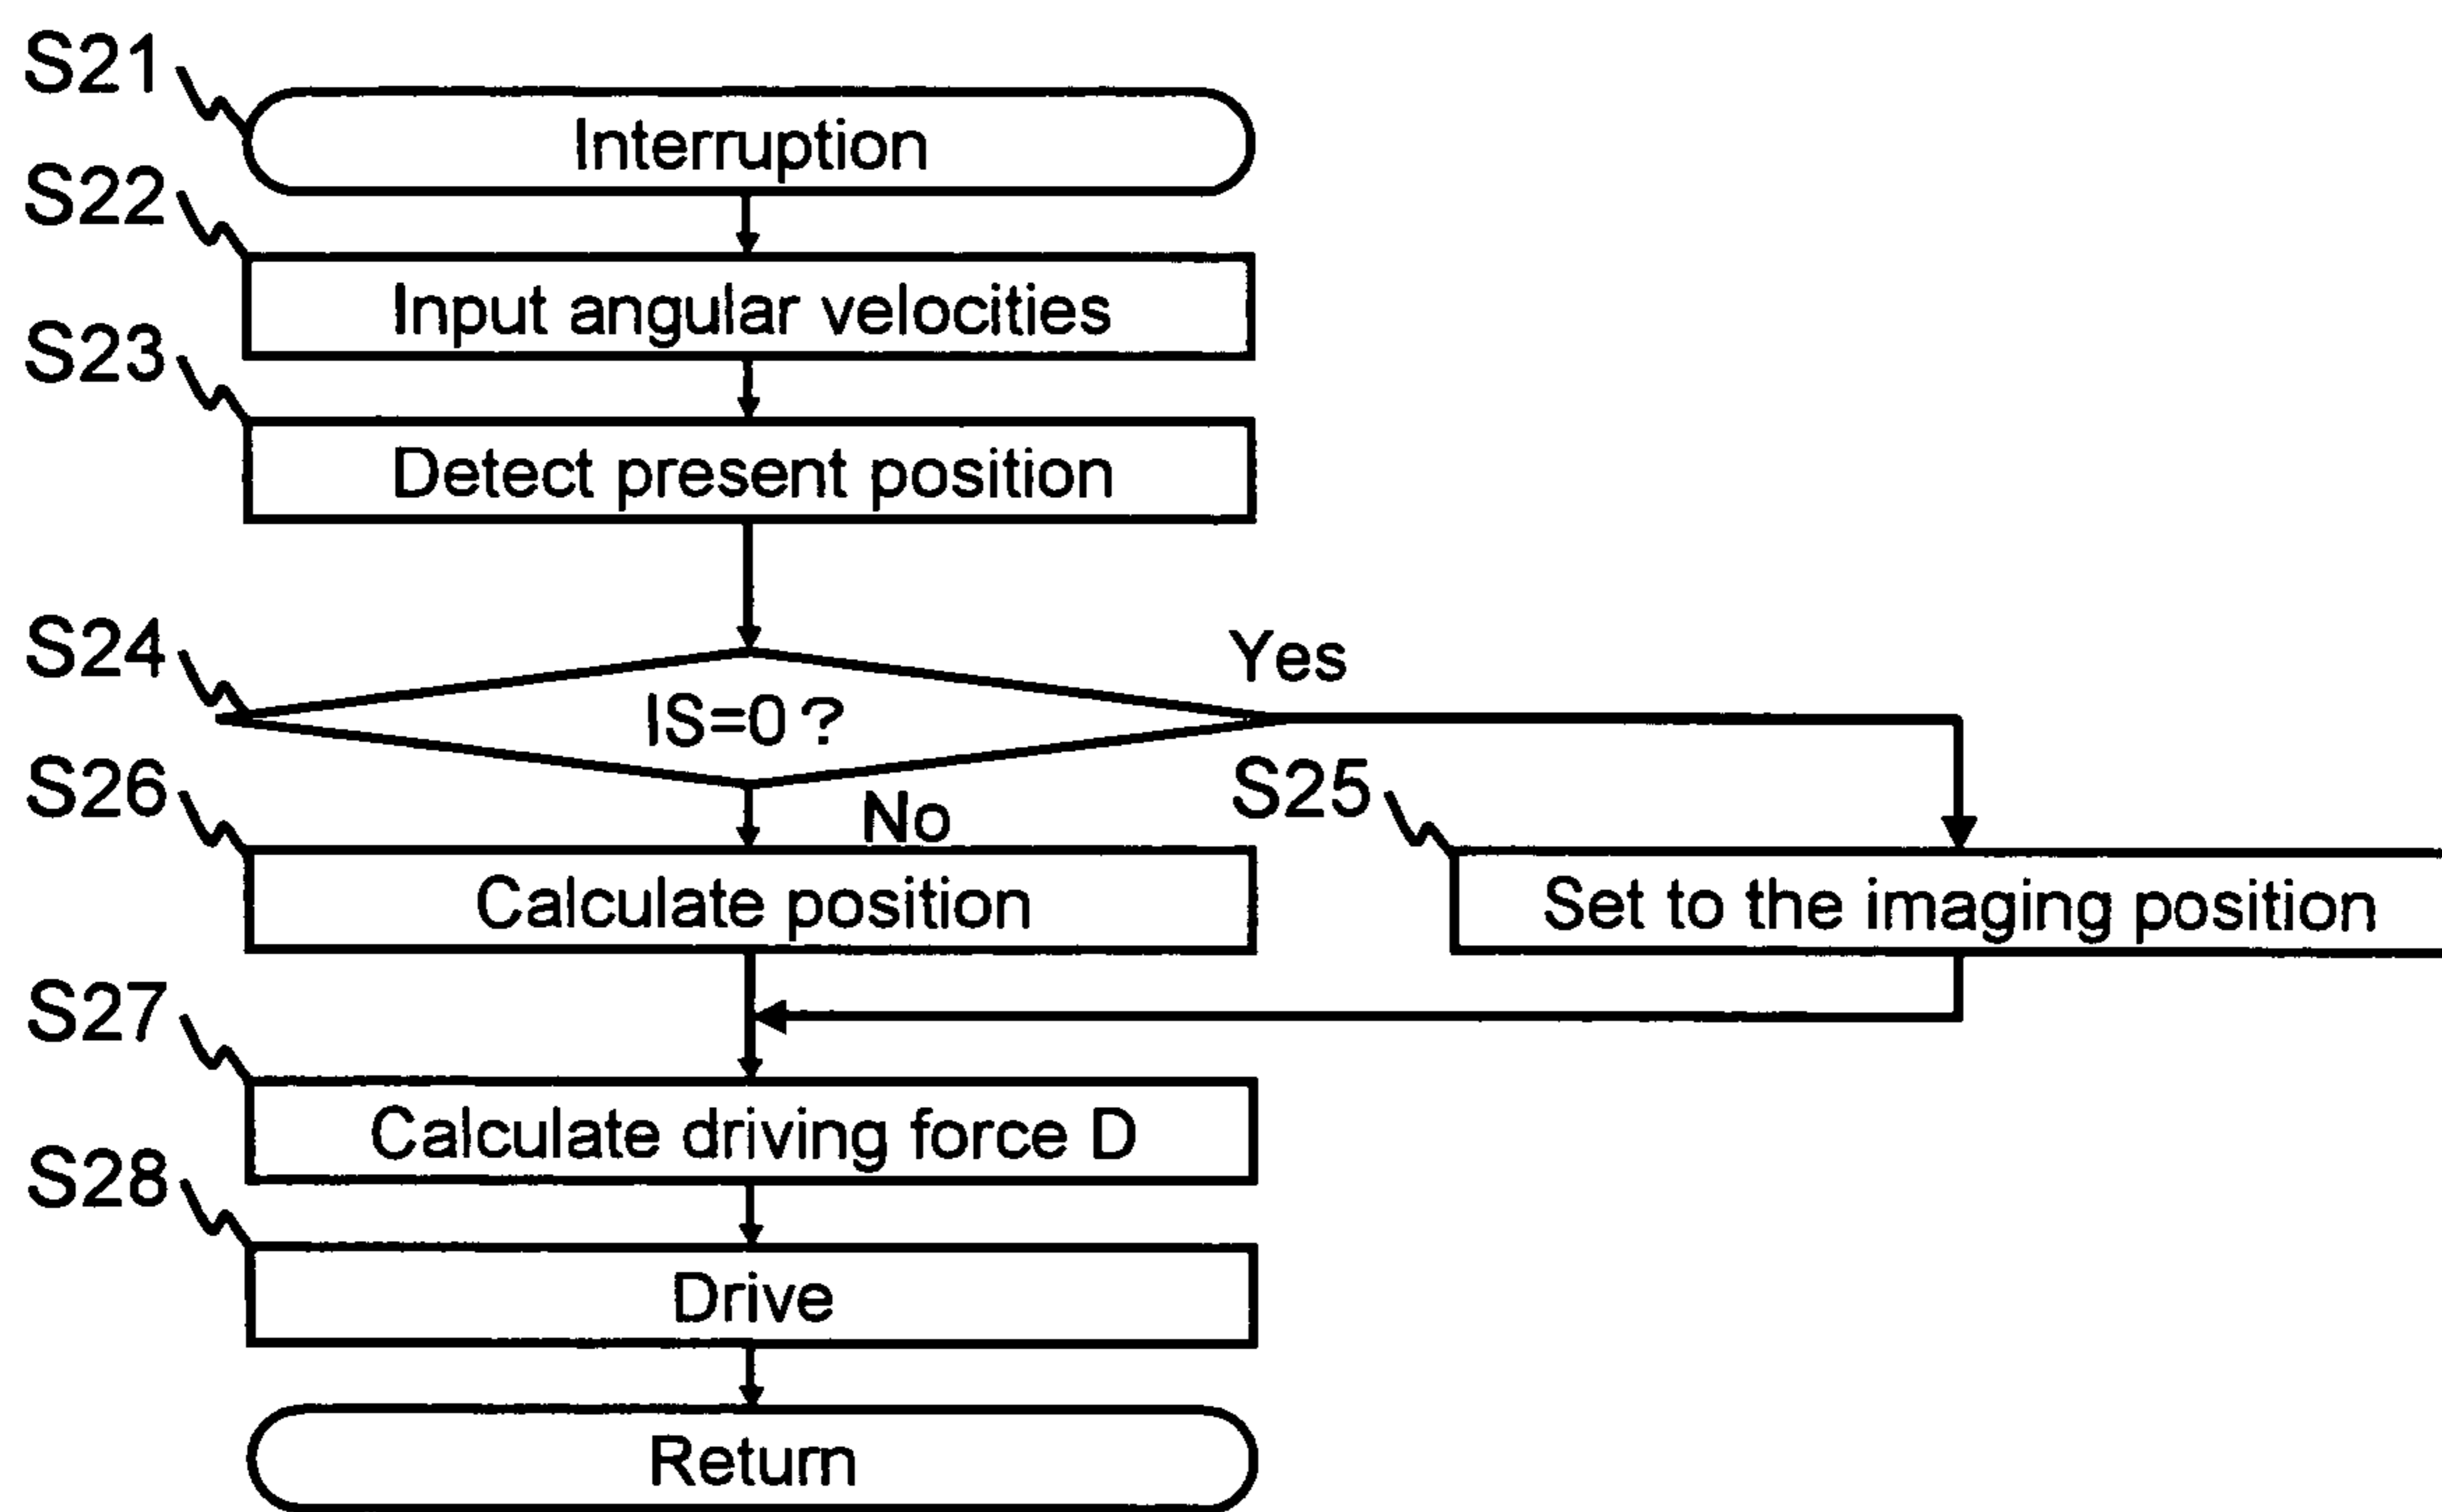 S21
Interruption
S22
Input angular velocities
S23
Detect present position
S24
IS=0?
Yes
No
S26
Calculate position
S25
Set to the imaging position
S27
Calculate driving force D
S28
Drive
Return